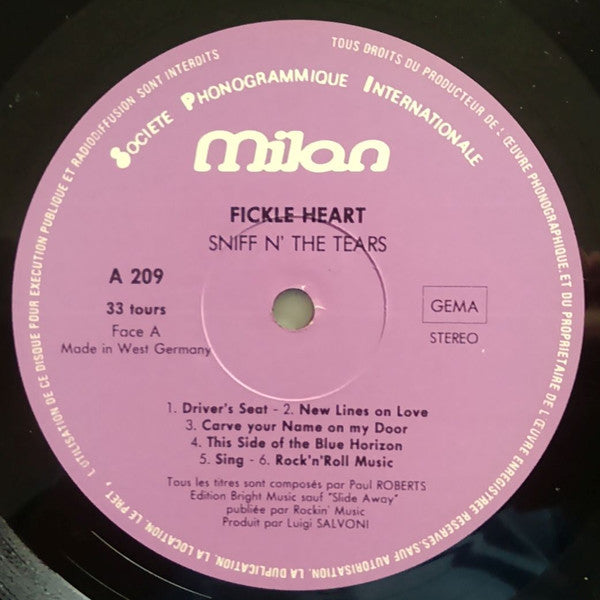 TOUS DROITS DU PRODUCTEUR DE L'ŒUVRE PHONOGRAPHIQUE, ET DU PROPRIETAIRE DE L'ŒUVRE ENREGISTREE RESERVES. SAUF AUTORISATION, LA DUPLICATION, LA LOCATION, LE PRET, L'UTILISATION DE CE DISQUE POUR EXECUTION PUBLIQUE ET RADIODIFFUSION SONT INTERDITS
SOCIETE PHONOGRAMMIQUE INTERNATIONALE
milan
FICKLE HEART
SNIFF N' THE TEARS
A 209
33 tours
Face A
Made in West Germany
GEMA
STEREO
1. Driver's Seat - 2. New Lines on Love
3. Carve your Name on my Door
4. This Side of the Blue Horizon
5. Sing - 6. Rock'n'Roll Music
Tous les titres sont composés par Paul ROBERTS
Edition Bright Music sauf "Slide Away"
publiée par Rockin' Music
Produit par Luigi SALVONI